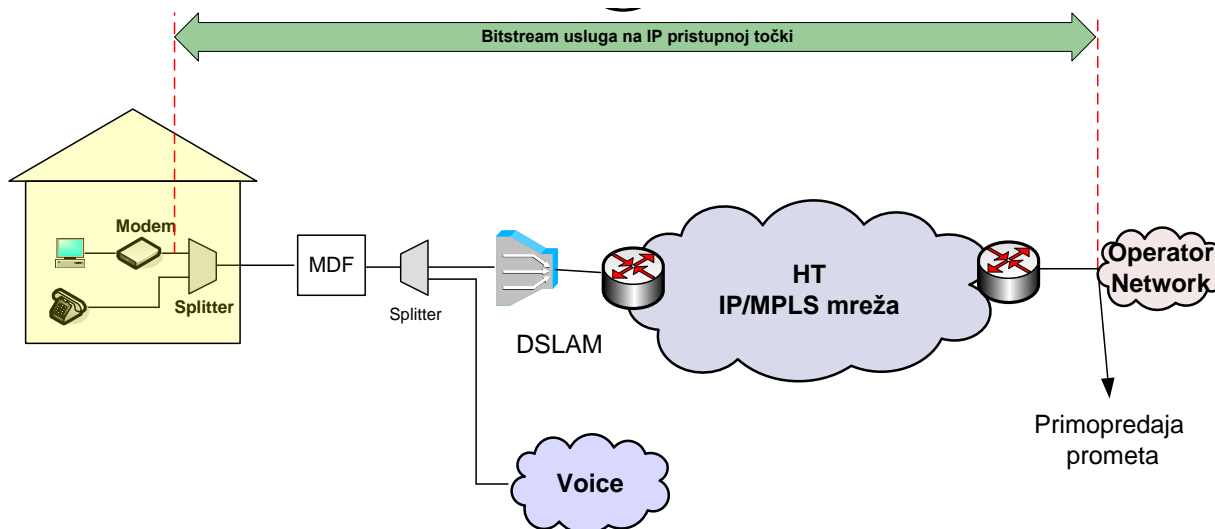 Bitstream usluga na IP pristupnoj točki
Modem
Splitter
MDF
Splitter
DSLAM
HT
IP/MPLS mreža
Operator
Network
Voice
Primopredaja
prometa